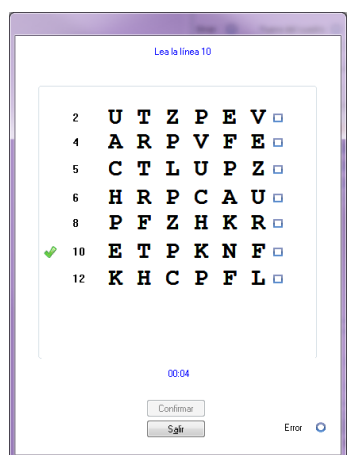 Lea la línea 10
2 U T Z P E V
4 A R P V F E
5 C T L U P Z
6 H R P C A U
8 P F Z H K R
10 E T P K N F
12 K H C P F L
00:04
Confirmar
Salir
Error